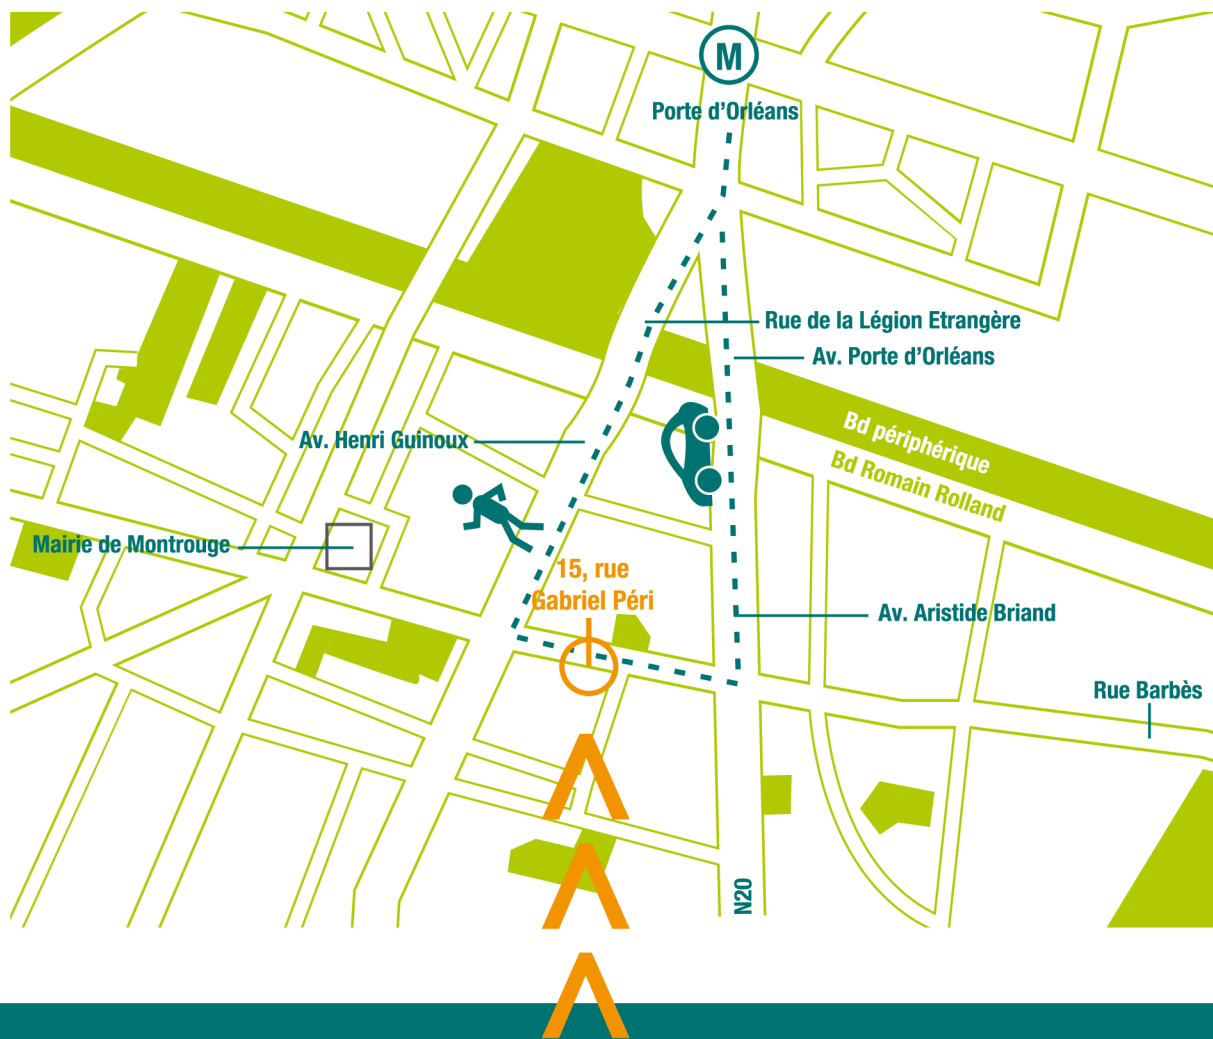 M
Porte d'Orléans
Rue de la Légion Etrangère
Av. Porte d'Orléans
Bd périphérique
Av. Henri Guinoux
Bd Romain Rolland
Mairie de Montrouge
15, rue
Gabriel Péri
Av. Aristide Briand
Rue Barbès
N20